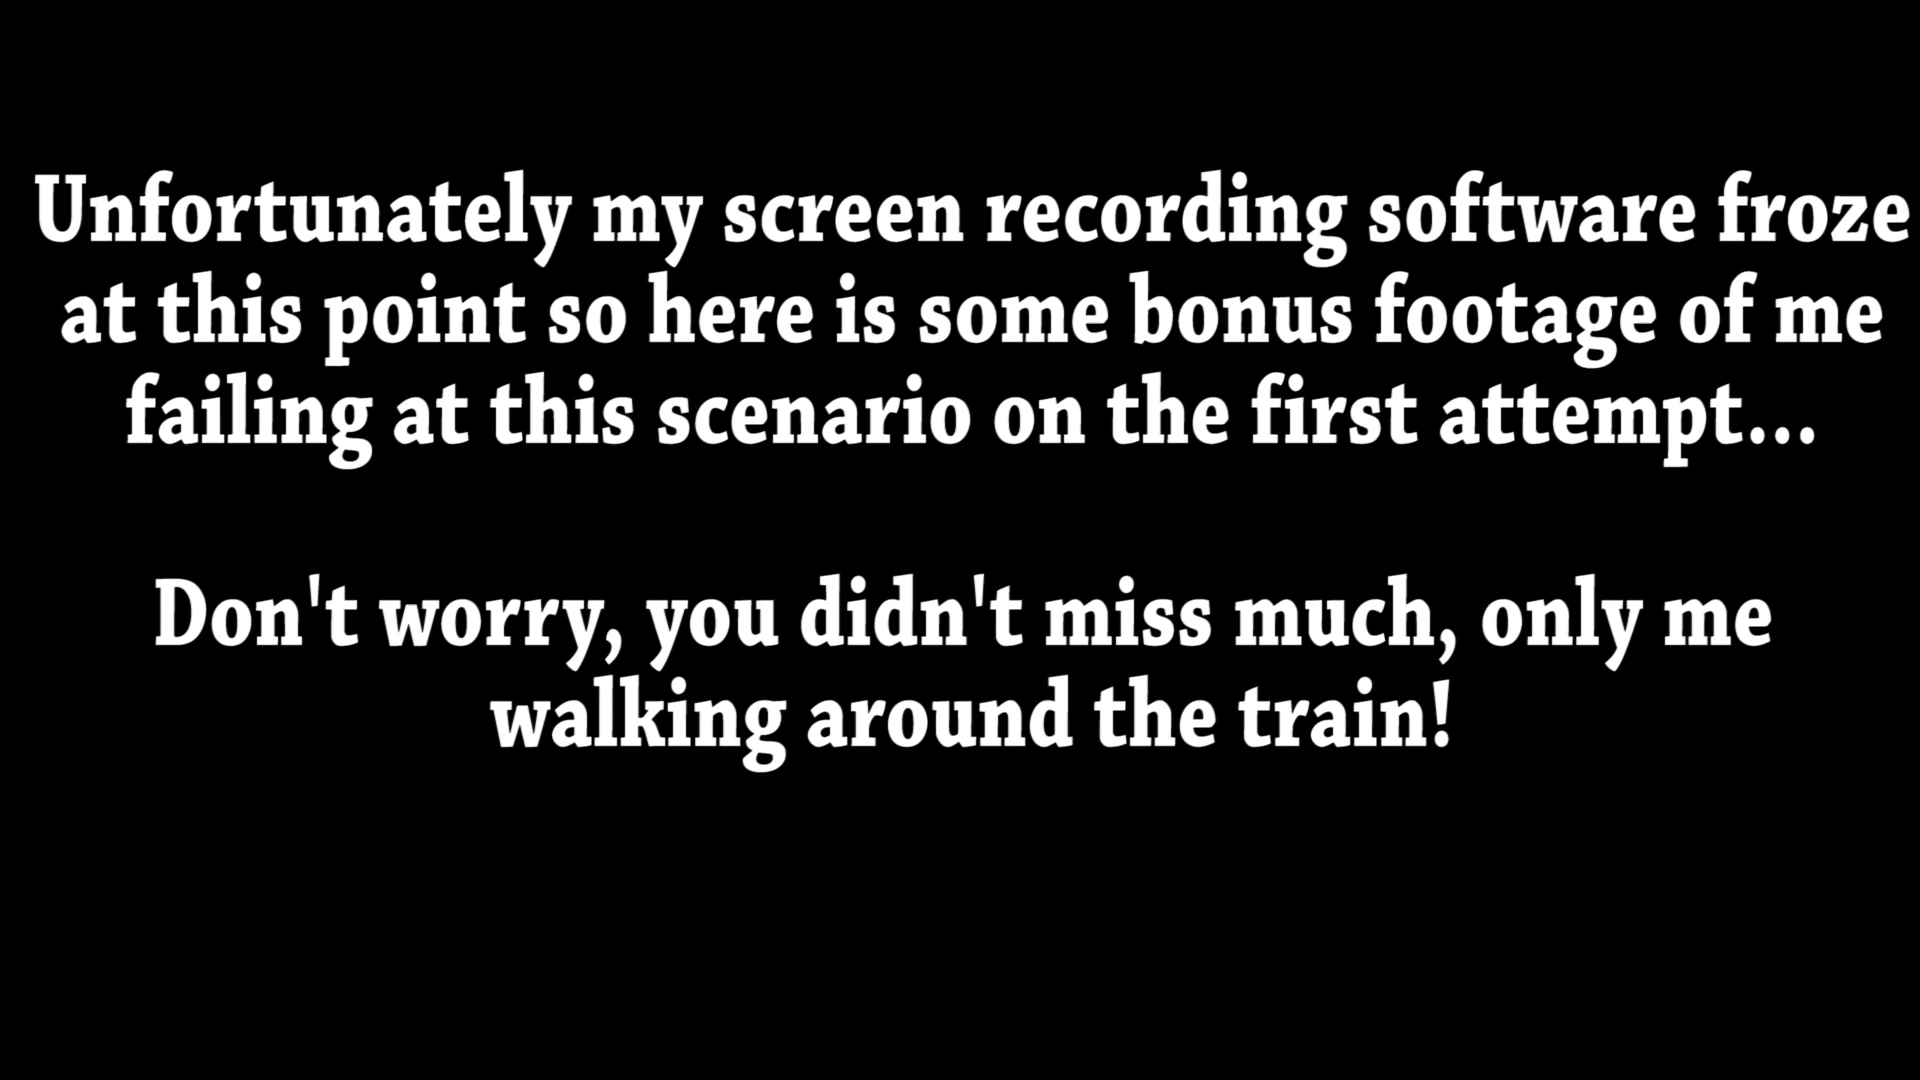 Unfortunately my screen recording software froze
at this point so here is some bonus footage of me
failing at this scenario on the first attempt...
Don't worry, you didn't miss much, only me
walking around the train!